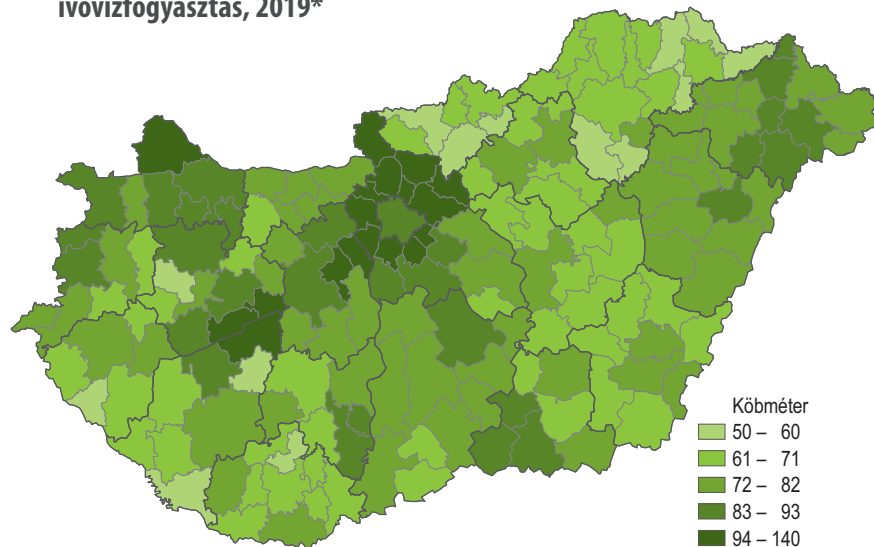 ivóvízfogyasztás, 2019*
Köbméter
50 – 60
61 – 71
72 – 82
83 – 93
94 – 140